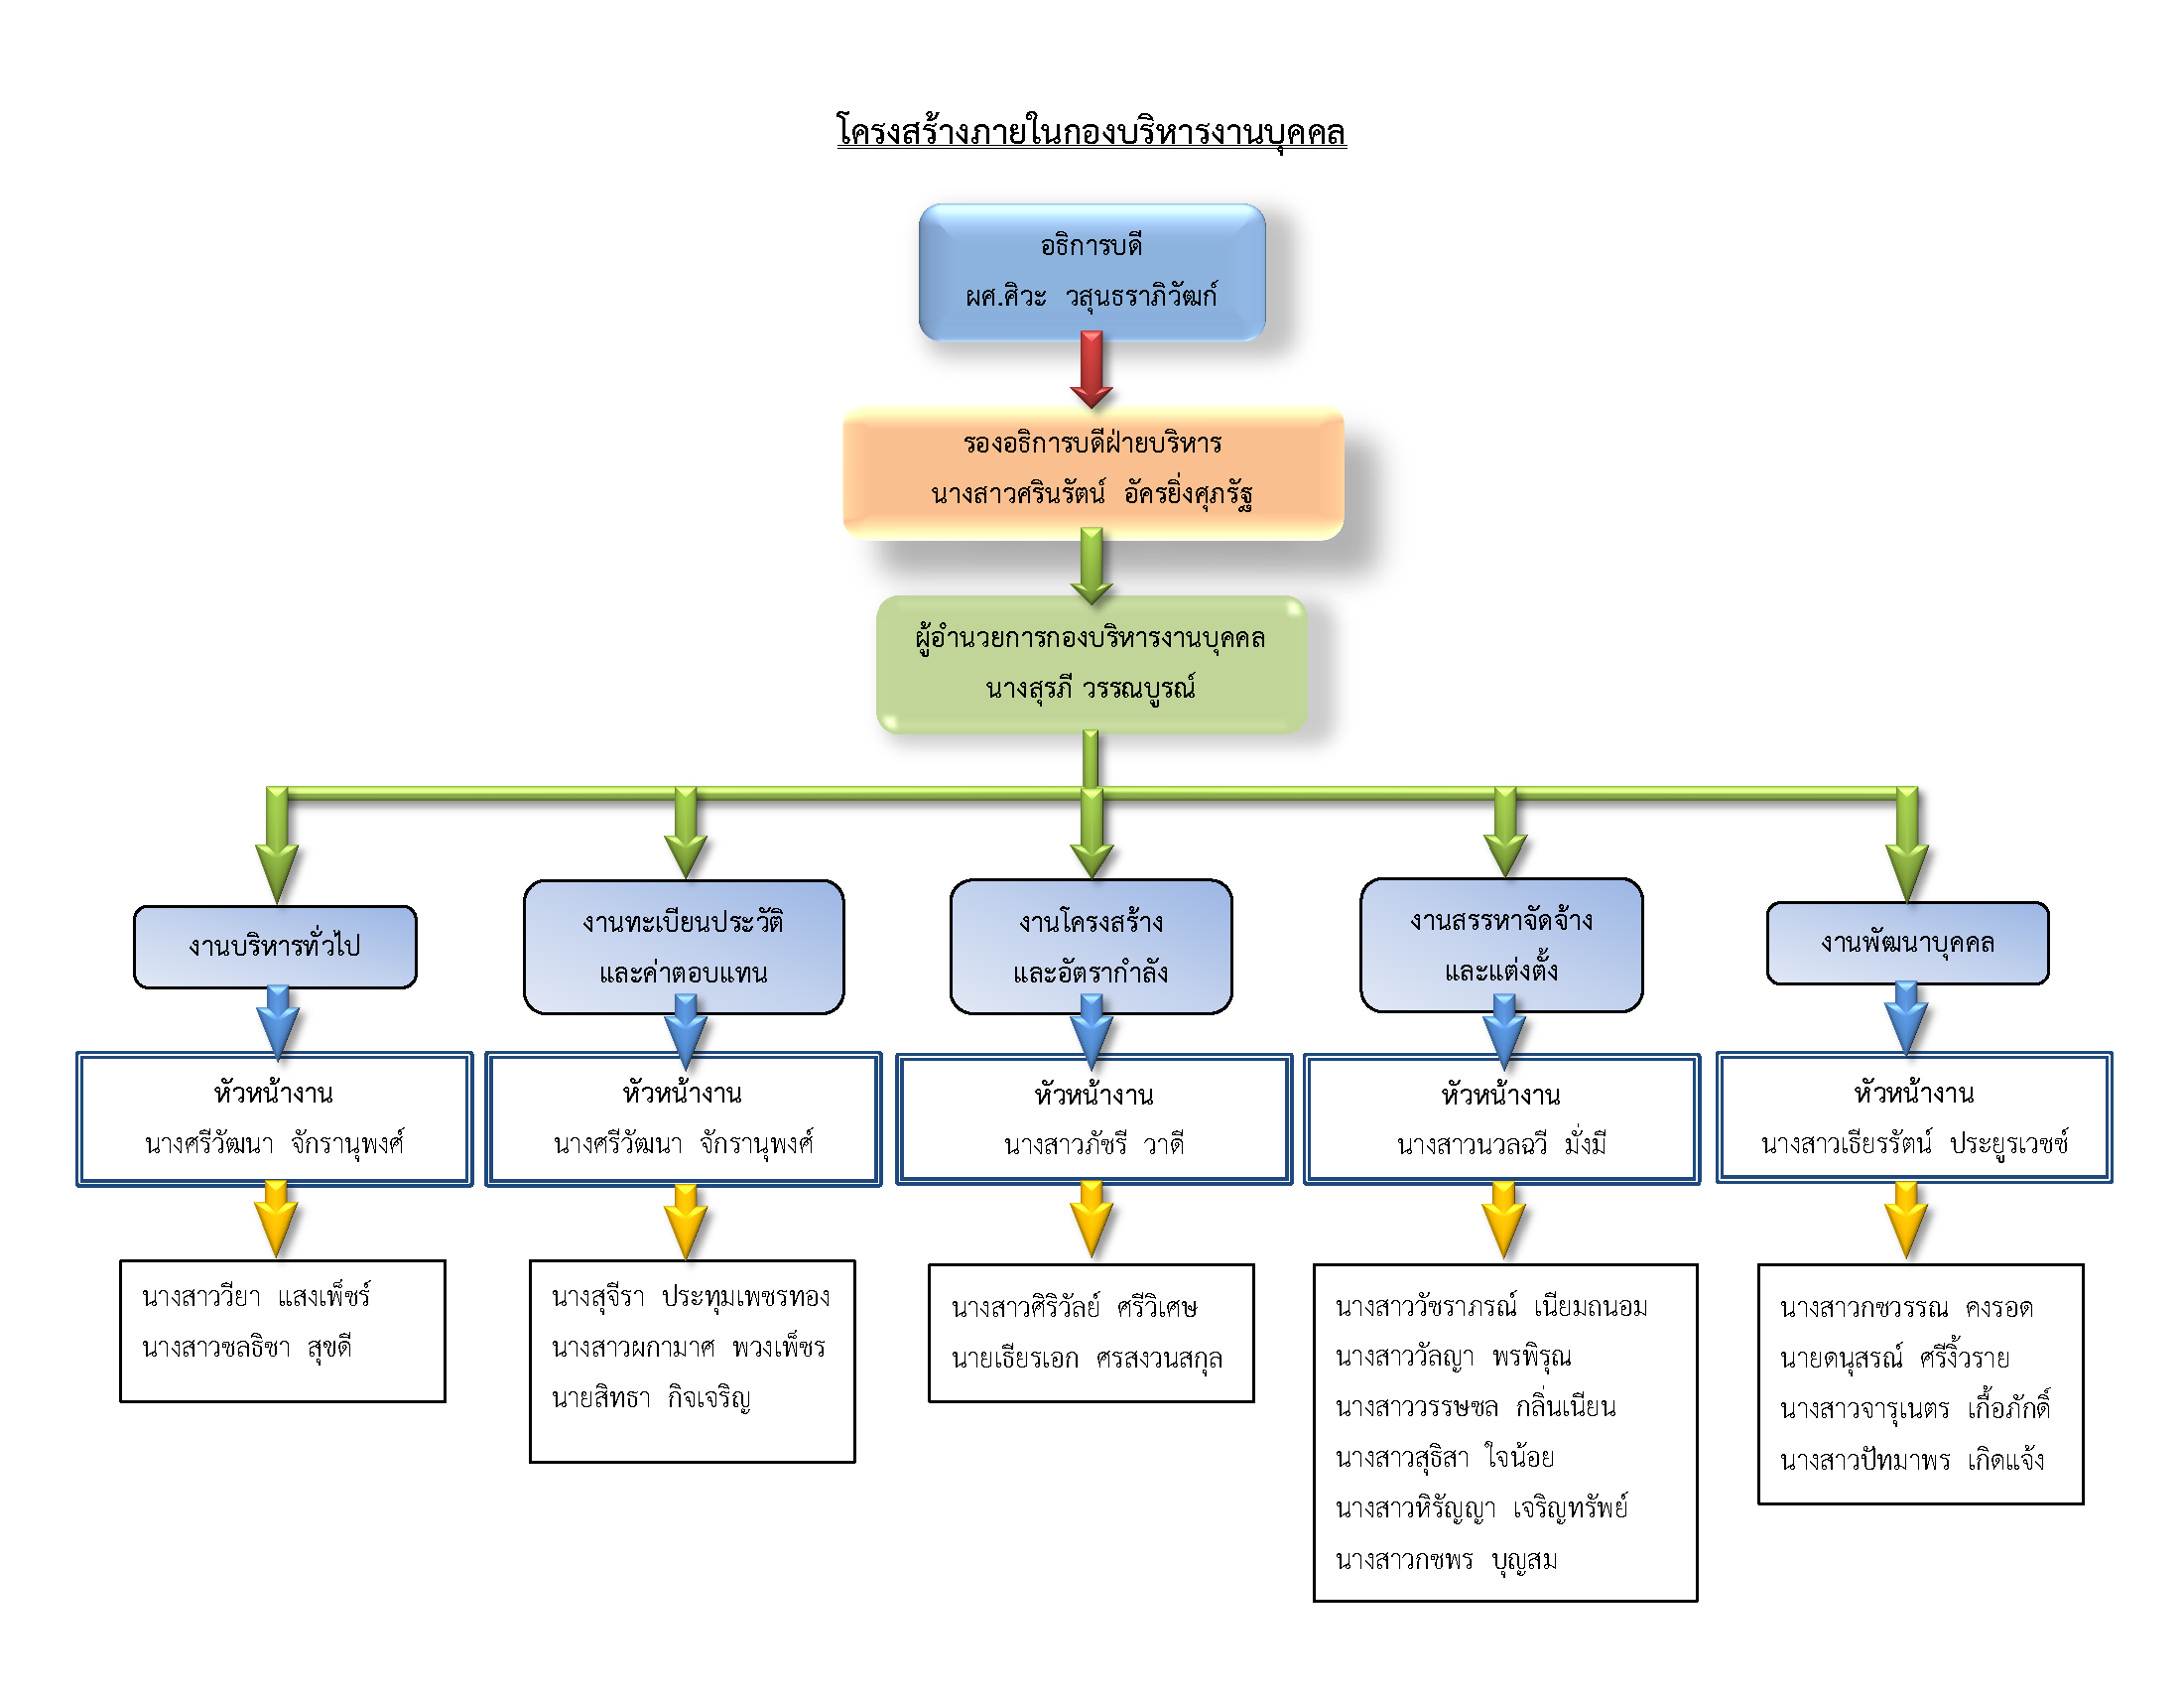 โครงสร้างภายในกองบริหารงานบุคคล
อธิการบดี
ผศ.ศิวะ วสุนธราภิวัฒก์
รองอธิการบดีฝ่ายบริหาร
นางสาวศรินรัตน์ อัครยิ่งศุภรัฐ
ผู้อำนวยการกองบริหารงานบุคคล
นางสุรภี วรรณบูรณ์
งานบริหารทั่วไป
หัวหน้างาน
นางศรีวัฒนา จักรานุพงศ์
นางสาววียา แสงเพ็ชร์
นางสาวชลธิชา สุขดี
งานทะเบียนประวัติ
และค่าตอบแทน
หัวหน้างาน
นางศรีวัฒนา จักรานุพงศ์
นางสุจีรา ประทุมเพชรทอง
นางสาวผกามาศ พวงเพ็ชร
นายสิทธา กิจเจริญ
งานโครงสร้าง
และอัตรากำลัง
หัวหน้างาน
นางสาวภัชรี วาดี
นางสาวศิริวัลย์ ศรีวิเศษ
นายเธียรเอก ศรสงวนสกุล
งานสรรหาจัดจ้าง
และแต่งตั้ง
หัวหน้างาน
นางสาวนวลฉวี มั่งมี
นางสาววัชราภรณ์ เนียมถนอม
นางสาววัลญา พรพิรุณ
นางสาววรรษชล กลิ่นเนียน
นางสาวสุธิสา ใจน้อย
นางสาวหิรัญญา เจริญทรัพย์
นางสาวกชพร บุญสม
งานพัฒนาบุคคล
หัวหน้างาน
นางสาวเธียรรัตน์ ประยูรเวชช์
นางสาวกชวรรณ คงรอด
นายดนุสรณ์ ศรีงิ้วราย
นางสาวจารุเนตร เกื้อภักดิ์
นางสาวปัทมาพร เกิดแจ้ง